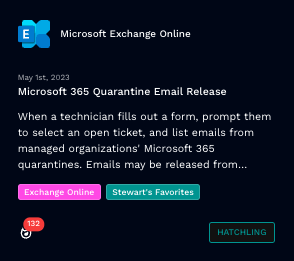 E
Microsoft Exchange Online
May 1st, 2023
Microsoft 365 Quarantine Email Release
When a technician fills out a form, prompt them
to select an open ticket, and list emails from
managed organizations' Microsoft 365
quarantines. Emails may be released from...
Exchange Online Stewart's Favorites
132
HATCHLING